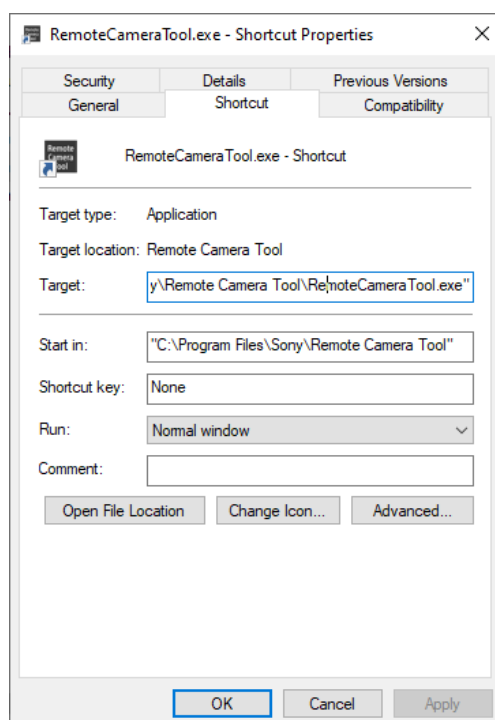 RemoteCameraTool.exe - Shortcut Properties
Security Details Previous Versions
General Shortcut Compatibility
Remote
Camera
Tool
RemoteCameraTool.exe - Shortcut
Target type: Application
Target location: Remote Camera Tool
Target: y\Remote Camera Tool\RemoteCameraTool.exe"
Start in: "C:\Program Files\Sony\Remote Camera Tool"
Shortcut key: None
Run: Normal window
Comment:
Open File Location Change Icon... Advanced...
OK Cancel Apply